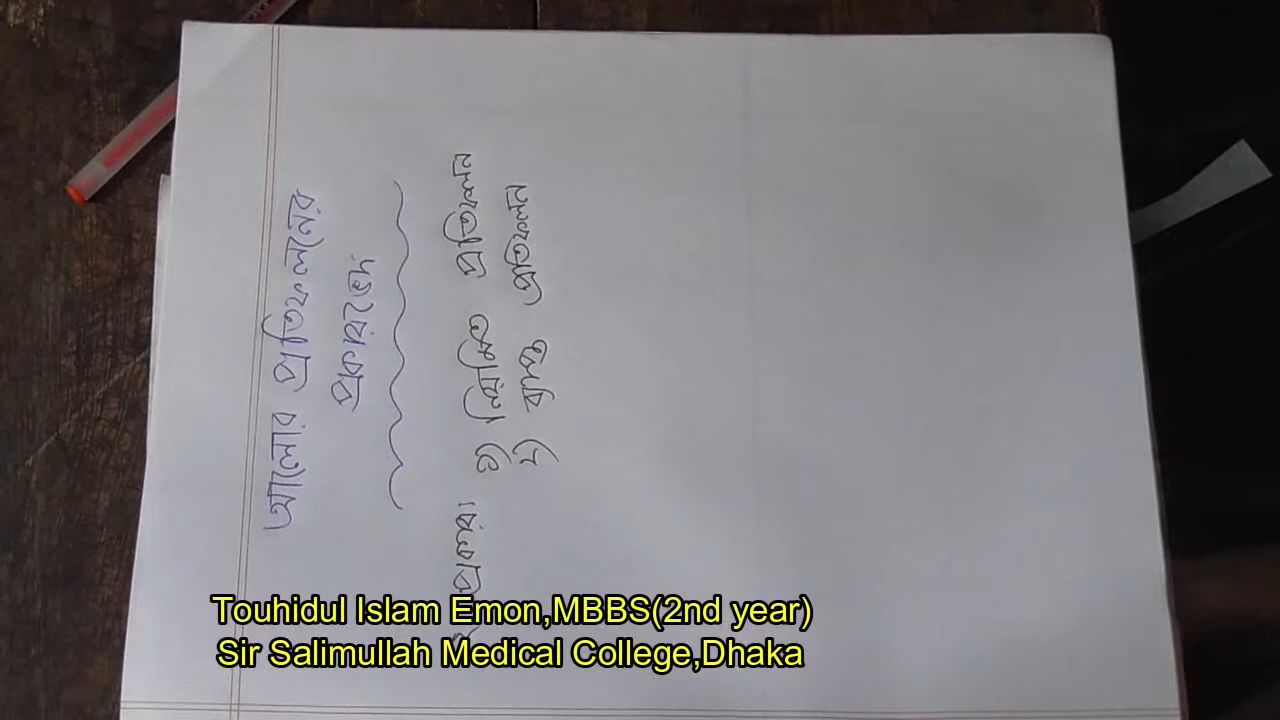 আলোর প্রতিফলনের
প্রকারভেদ
২ প্রকার। ১) নিয়মিত প্রতিফলন
২) ব্যাপ্ত প্রতিফলন
Touhidul Islam Emon,MBBS(2nd year)
Sir Salimullah Medical College,Dhaka